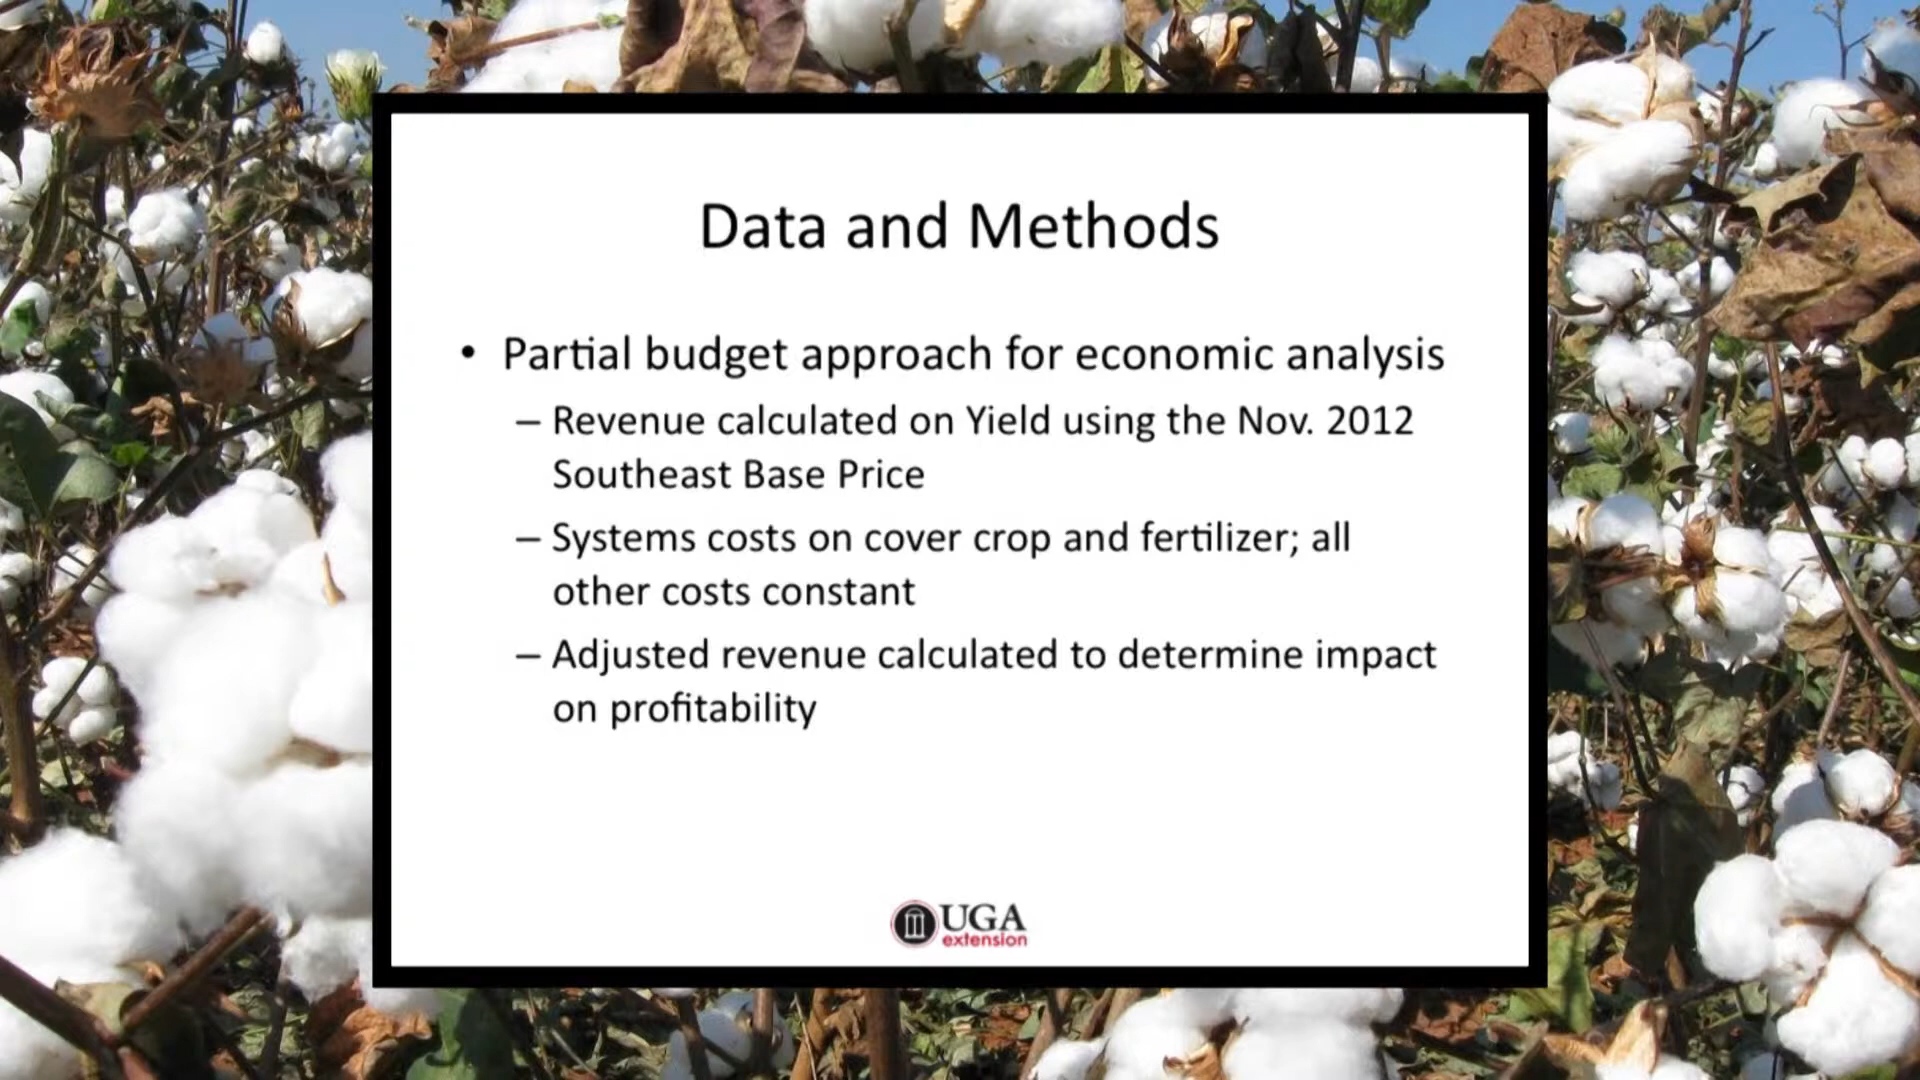 Data and Methods
• Partial budget approach for economic analysis
– Revenue calculated on Yield using the Nov. 2012
Southeast Base Price
– Systems costs on cover crop and fertilizer; all
other costs constant
– Adjusted revenue calculated to determine impact
on profitability
UGA
extension